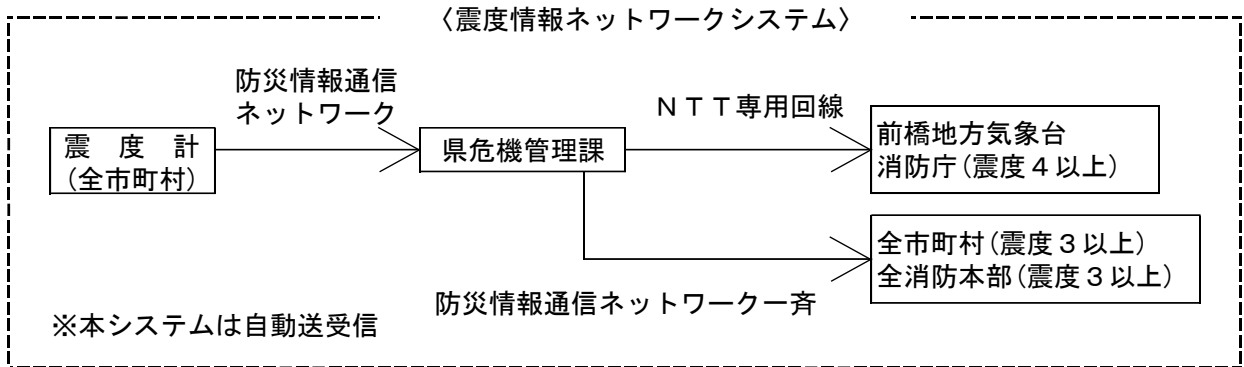 〈震度情報ネットワークシステム〉
防災情報通信
ネットワーク
ＮＴＴ専用回線
震　度　計
(全市町村)
県危機管理課
前橋地方気象台
消防庁(震度４以上)
全市町村(震度３以上)
全消防本部(震度３以上)
防災情報通信ネットワーク一斉
※本システムは自動送受信